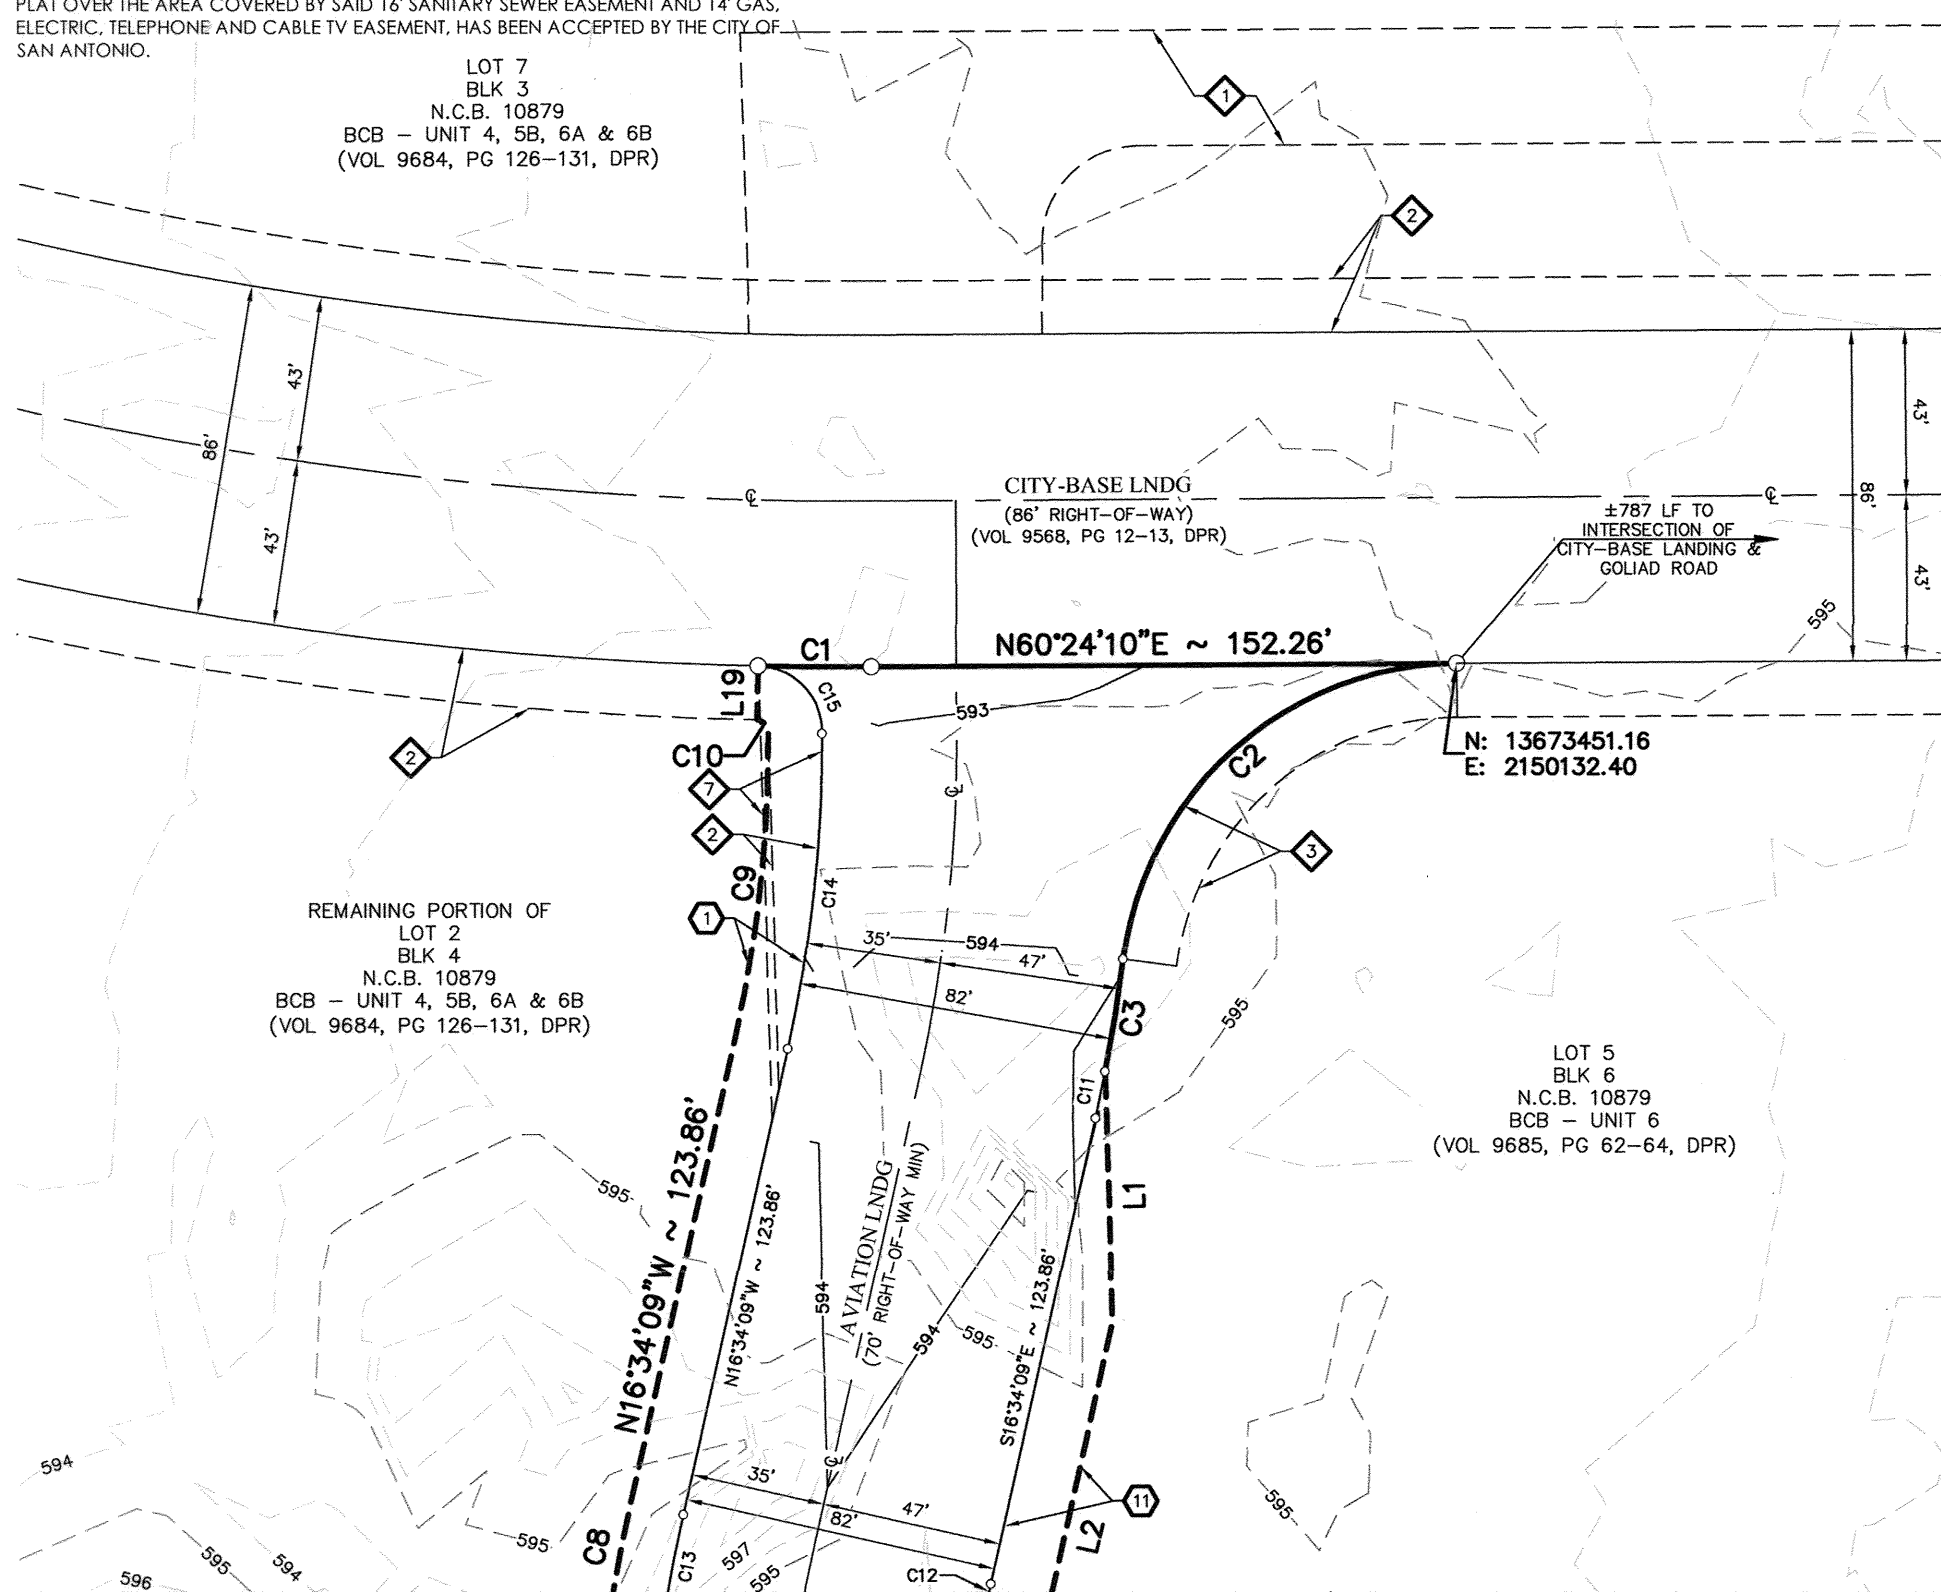 PLAT OVER THE AREA COVERED BY SAID 16' SANITARY SEWER EASEMENT AND 14' GAS,
ELECTRIC, TELEPHONE AND CABLE TV EASEMENT, HAS BEEN ACCEPTED BY THE CITY OF
SAN ANTONIO.
LOT 7
BLK 3
N.C.B. 10879
BCB – UNIT 4, 5B, 6A & 6B
(VOL 9684, PG 126–131, DPR)
1
2
43'
86'
43'
℄
CITY-BASE LNDG
(86' RIGHT–OF–WAY)
(VOL 9568, PG 12–13, DPR)
℄
±787 LF TO
INTERSECTION OF
CITY–BASE LANDING &
GOLIAD ROAD
43'
86'
43'
595
C1
N60°24'10"E ~ 152.26'
L19
C15
593
C2
N: 13673451.16
E: 2150132.40
2
C10
7
℄
2
3
C9
C14
1
35'
594
47'
82'
C3
595
REMAINING PORTION OF
LOT 2
BLK 4
N.C.B. 10879
BCB – UNIT 4, 5B, 6A & 6B
(VOL 9684, PG 126–131, DPR)
LOT 5
BLK 6
N.C.B. 10879
BCB – UNIT 6
(VOL 9685, PG 62–64, DPR)
C11
L1
595
N16°34'09"W ~ 123.86'
N16°34'09"W ~ 123.86'
594
AVIATION LNDG
(70' RIGHT–OF–WAY MIN)
594
595
S16°34'09"E ~ 123.86'
594
℄
35'
47'
82'
11
L2
595
C8
595
595
594
596
C13
597
595
C12